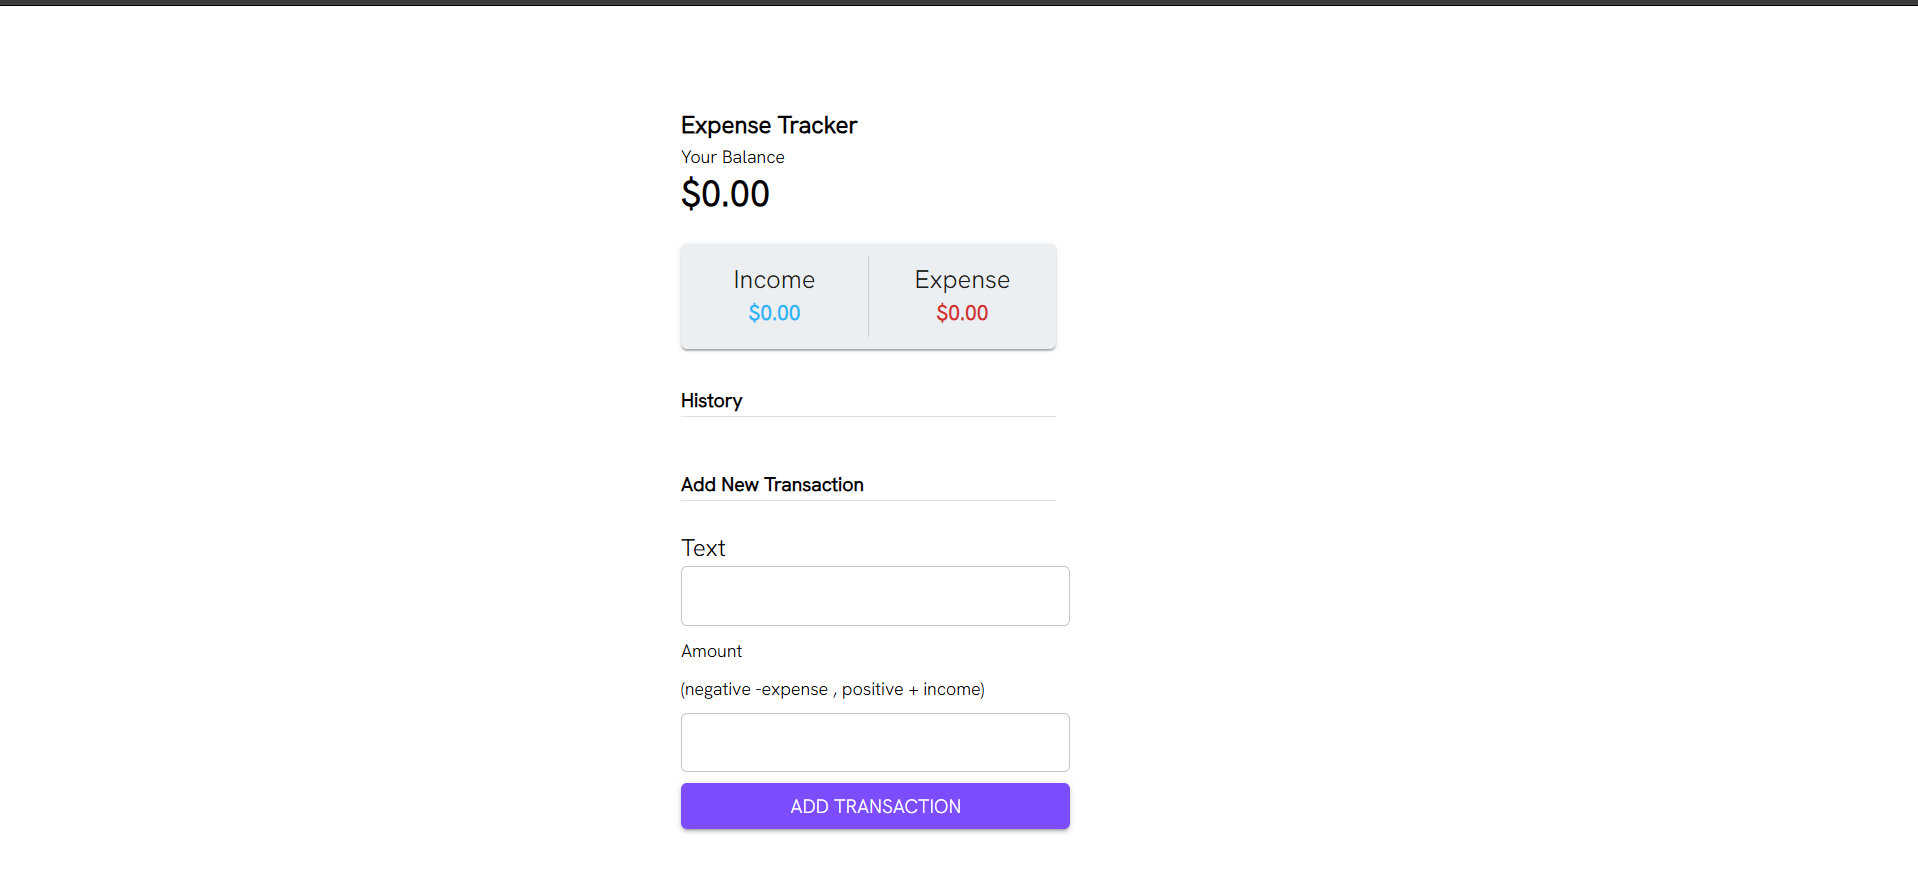 Expense Tracker
Your Balance
$0.00
Income Expense
$0.00 $0.00
History
Add New Transaction
Text
Amount
(negative -expense , positive + income)
ADD TRANSACTION